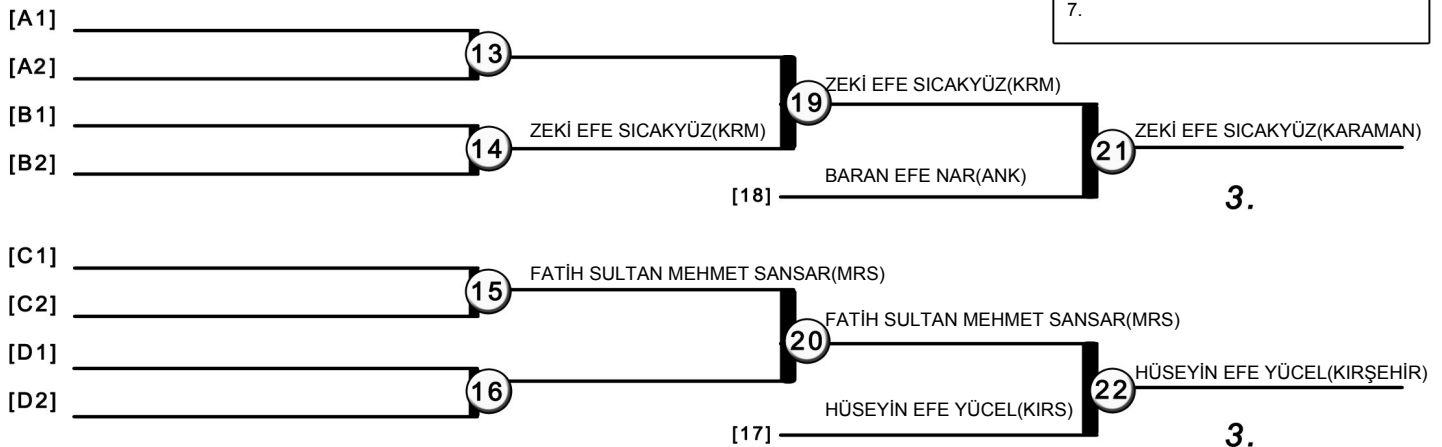 7.
[A1]
13
[A2]
ZEKİ EFE SICAKYÜZ(KRM)
19
[B1]
ZEKİ EFE SICAKYÜZ(KRM)
14
21
ZEKİ EFE SICAKYÜZ(KARAMAN)
[B2]
BARAN EFE NAR(ANK)
[18]
3.
[C1]
FATİH SULTAN MEHMET SANSAR(MRS)
15
[C2]
FATİH SULTAN MEHMET SANSAR(MRS)
20
[D1]
HÜSEYİN EFE YÜCEL(KIRŞEHİR)
16
22
[D2]
HÜSEYİN EFE YÜCEL(KIRS)
[17]
3.